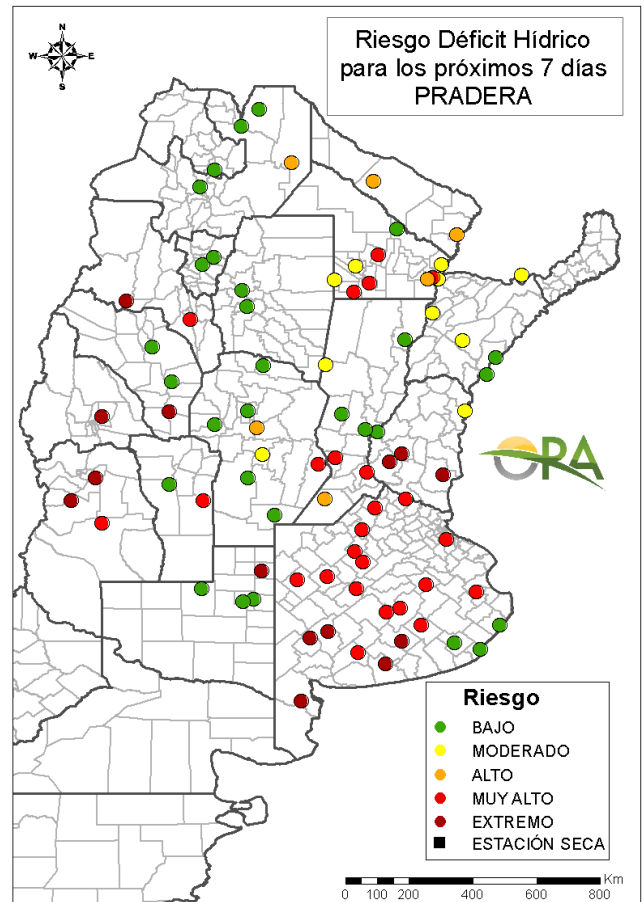 Riesgo Déficit Hídrico
para los próximos 7 días
PRADERA
N
W
E
S
ORA
Riesgo
BAJO
MODERADO
ALTO
MUY ALTO
EXTREMO
ESTACIÓN SECA
Km
0 100 200 400 600 800